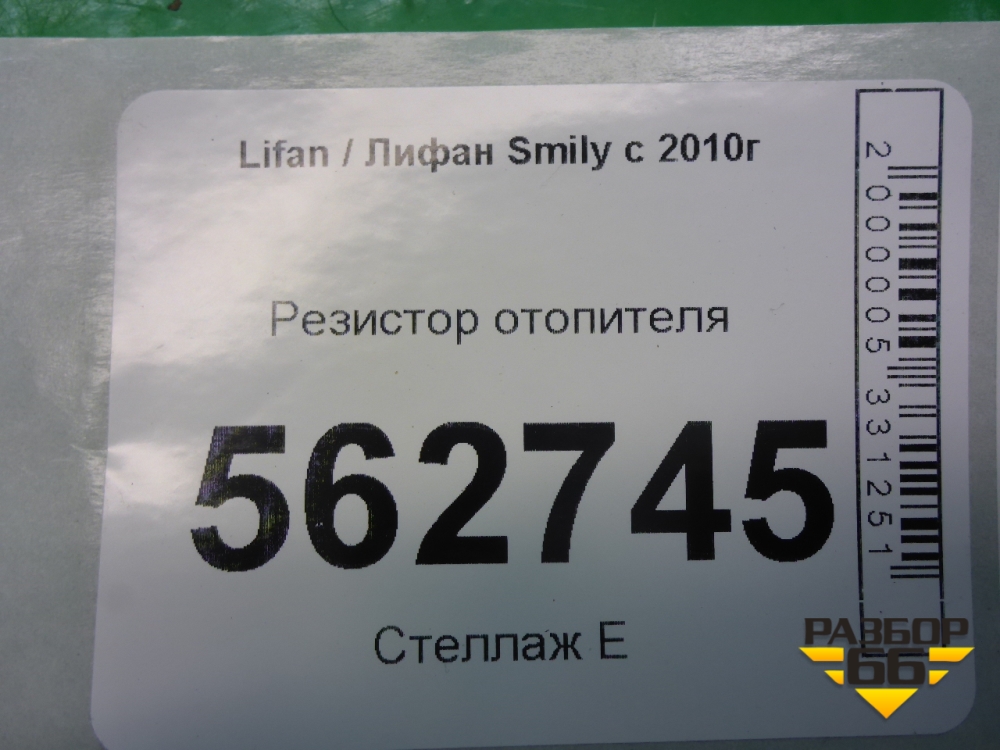 Lifan / Лифан Smily с 2010г
Резистор отопителя
562745
Стеллаж Е
2000005331251
РАЗБОР
66